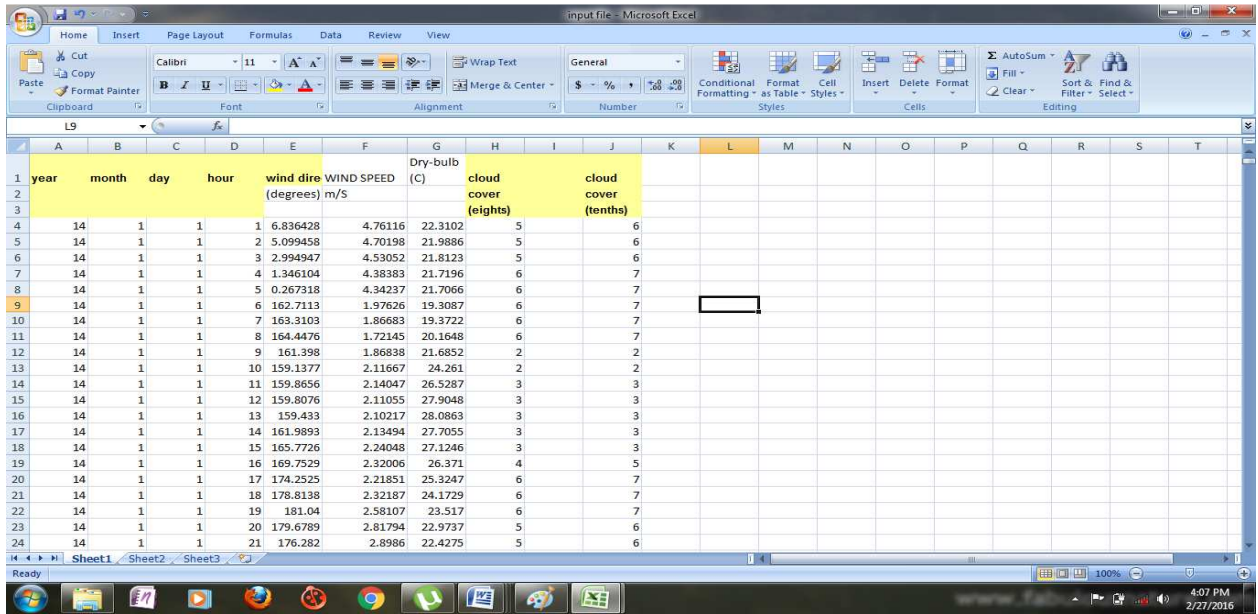 input file - Microsoft Excel
Home Insert Page Layout Formulas Data Review View
Paste Cut Copy Format Painter
Calibri 11 A A
B I U A
Wrap Text
Merge & Center
General
$ % , .00 .0
Conditional Formatting Format as Table Cell Styles
Insert Delete Format
Σ AutoSum Fill Clear
Sort & Filter Find & Select
Clipboard Font Alignment Number Styles Cells Editing
L9 fx
A B C D E F G H I J K L M N O P Q R S T
1 year month day hour wind dire WIND SPEED Dry-bulb (C) cloud cloud
2 (degrees) m/S cover cover
3 (eights) (tenths)
4 14 1 1 1 6.836428 4.76116 22.3102 5 6
5 14 1 1 2 5.099458 4.70198 21.9886 5 6
6 14 1 1 3 2.994947 4.53052 21.8123 5 6
7 14 1 1 4 1.346104 4.38383 21.7196 6 7
8 14 1 1 5 0.267318 4.34237 21.7066 6 7
9 14 1 1 6 162.7113 1.97626 19.3087 6 7
10 14 1 1 7 163.3103 1.86683 19.3722 6 7
11 14 1 1 8 164.4476 1.72145 20.1648 6 7
12 14 1 1 9 161.398 1.86838 21.6852 2 2
13 14 1 1 10 159.1377 2.11667 24.261 2 2
14 14 1 1 11 159.8656 2.14047 26.5287 3 3
15 14 1 1 12 159.8076 2.11055 27.9048 3 3
16 14 1 1 13 159.433 2.10217 28.0863 3 3
17 14 1 1 14 161.9893 2.13494 27.7055 3 3
18 14 1 1 15 165.7726 2.24048 27.1246 3 3
19 14 1 1 16 169.7529 2.32006 26.371 4 5
20 14 1 1 17 174.2525 2.21851 25.3247 6 7
21 14 1 1 18 178.8138 2.32187 24.1729 6 7
22 14 1 1 19 181.04 2.58107 23.517 6 7
23 14 1 1 20 179.6789 2.81794 22.9737 5 6
24 14 1 1 21 176.282 2.8986 22.4275 5 6
Sheet1 Sheet2 Sheet3
Ready 100%
4:07 PM
2/27/2016